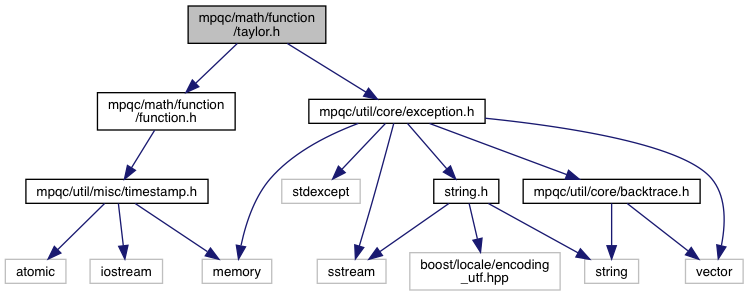 mpqc/math/function
/taylor.h
mpqc/math/function
/function.h
mpqc/util/core/exception.h
mpqc/util/misc/timestamp.h
stdexcept
string.h
mpqc/util/core/backtrace.h
atomic
iostream
memory
sstream
boost/locale/encoding
_utf.hpp
string
vector